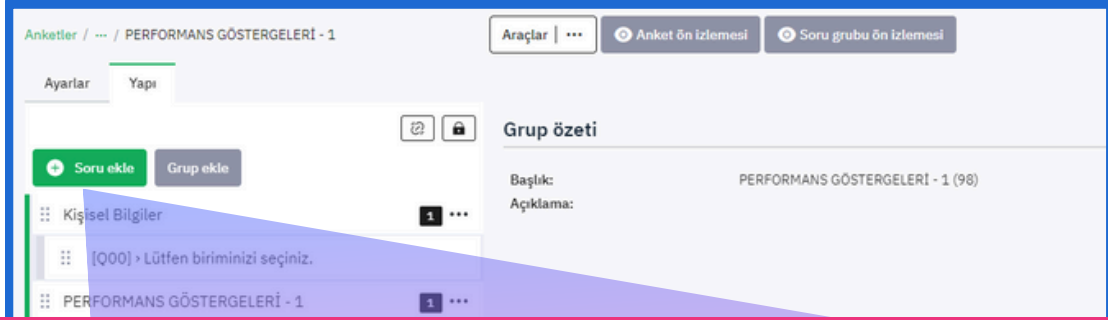 Anketler / ··· / PERFORMANS GÖSTERGELERİ - 1
Araçlar | ···
Anket ön izlemesi
Soru grubu ön izlemesi
Ayarlar
Yapı
Grup özeti
Soru ekle
Grup ekle
Başlık:
PERFORMANS GÖSTERGELERİ - 1 (98)
Açıklama:
Kişisel Bilgiler
1 ···
[Q00] › Lütfen biriminizi seçiniz.
PERFORMANS GÖSTERGELERİ - 1
1 ···